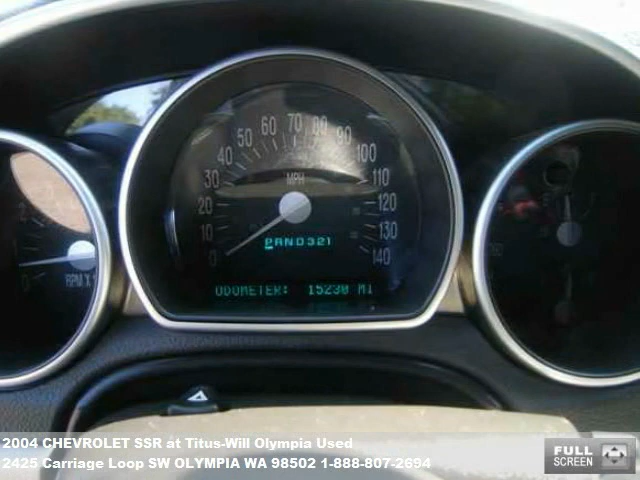 60 70 80
50 90
40 100
30 MPH 110
20 120
10 PRND321 130
0 140
RPM X
ODOMETER: 15230 MI
2004 CHEVROLET SSR at Titus-Will Olympia Used
2425 Carriage Loop SW OLYMPIA WA 98502 1-888-807-2694
FULL
SCREEN